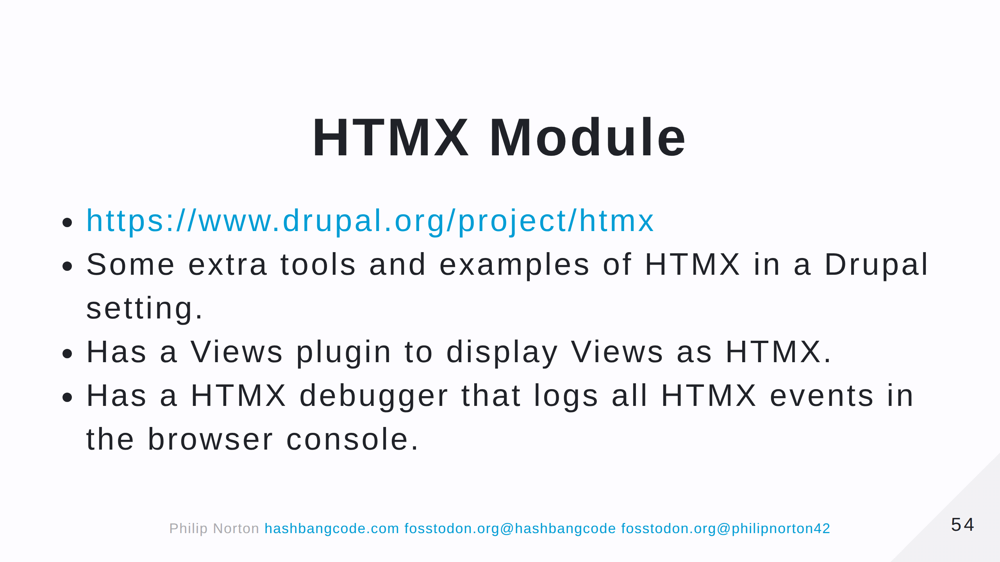 HTMX Module
• https://www.drupal.org/project/htmx
• Some extra tools and examples of HTMX in a Drupal
setting.
• Has a Views plugin to display Views as HTMX.
• Has a HTMX debugger that logs all HTMX events in
the browser console.
Philip Norton hashbangcode.com fosstodon.org@hashbangcode fosstodon.org@philipnorton42
54